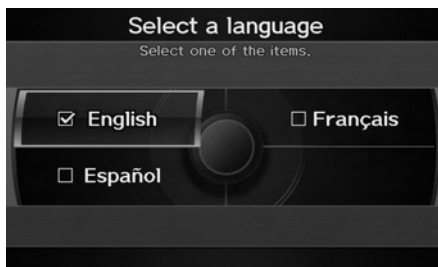 Select a language
Select one of the items.
English
Français
Español